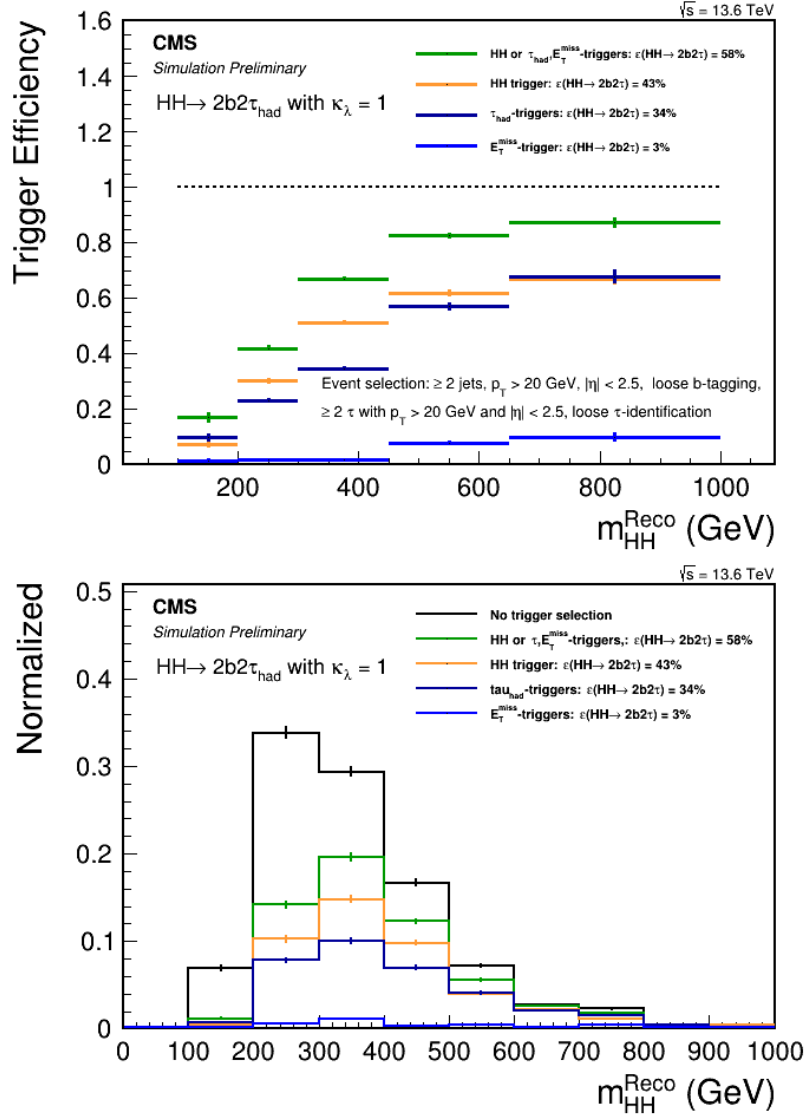 √s = 13.6 TeV
1.6
CMS
HH or τhad,ETmiss-triggers: ε(HH→ 2b2τ) = 58%
Simulation Preliminary
1.4
HH trigger: ε(HH→ 2b2τ) = 43%
HH→ 2b2τhad with κλ = 1
τhad-triggers: ε(HH→ 2b2τ) = 34%
1.2
ETmiss-trigger: ε(HH→ 2b2τ) = 3%
Trigger Efficiency
1
0.8
0.6
0.4
Event selection: ≥ 2 jets, pT > 20 GeV, |η| < 2.5, loose b-tagging,
0.2
≥ 2 τ with pT > 20 GeV and |η| < 2.5, loose τ-identification
0
200 400 600 800 1000
mHHReco (GeV)
√s = 13.6 TeV
0.5
CMS
No trigger selection
Simulation Preliminary
HH or τ,ETmiss-triggers,: ε(HH→ 2b2τ) = 58%
HH→ 2b2τhad with κλ = 1
HH trigger: ε(HH→ 2b2τ) = 43%
0.4
tauhad-triggers: ε(HH→ 2b2τ) = 34%
ETmiss-triggers: ε(HH→ 2b2τ) = 3%
Normalized
0.3
0.2
0.1
0
0 100 200 300 400 500 600 700 800 900 1000
mHHReco (GeV)